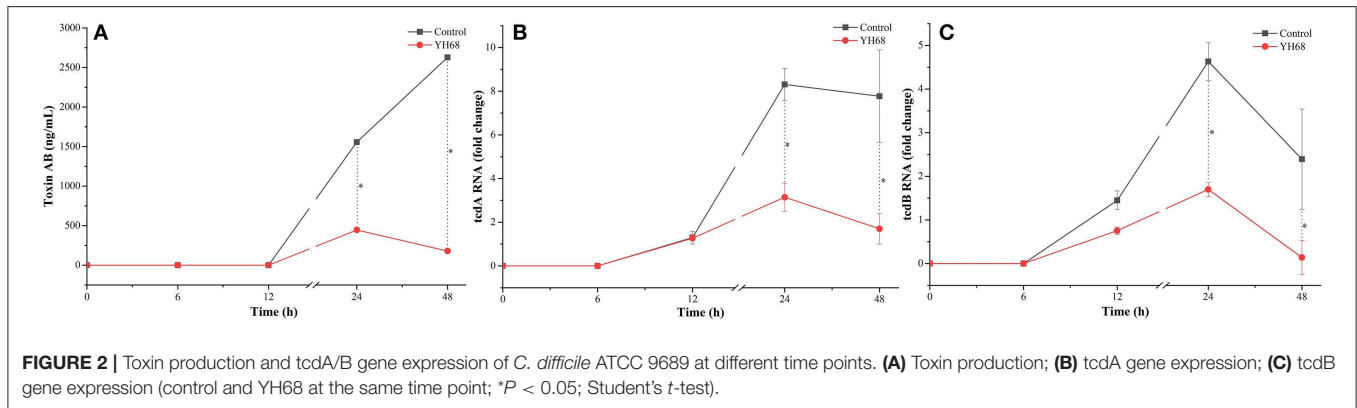 A
Control
YH68
3000
2500
2000
1500
1250
750
500
250
0
Toxin AB (ng/mL)
*
*
0
6
12
24
48
Time (h)
B
Control
YH68
10
8
6
4
2
0
tcdA RNA (fold change)
*
*
0
6
12
24
48
Time (h)
C
Control
YH68
5
4
3
2
1
0
tcdB RNA (fold change)
*
*
0
6
12
24
48
Time (h)
FIGURE 2 | Toxin production and tcdA/B gene expression of C. difficile ATCC 9689 at different time points. (A) Toxin production; (B) tcdA gene expression; (C) tcdB
gene expression (control and YH68 at the same time point; *P < 0.05; Student's t-test).